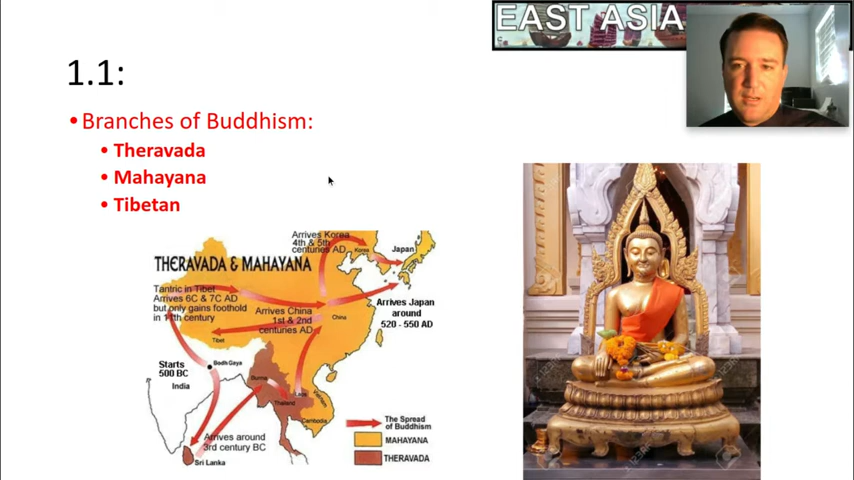 EAST ASIA
1.1:
• Branches of Buddhism:
• Theravada
• Mahayana
• Tibetan
THERAVADA & MAHAYANA
Arrives Korea
4th & 5th
centuries AD
Korea
Japan
Tantric in Tibet
Arrives 6C & 7C AD
but only gains foothold
in 11th century
Arrives China
1st & 2nd
centuries AD
China
Arrives Japan
around
520 - 550 AD
Tibet
Starts
500 BC
BodhGaya
India
Burma
Laos
Thailand
Vietnam
Cambodia
Arrives around
3rd century BC
Sri Lanka
The Spread
of Buddhism
MAHAYANA
THERAVADA